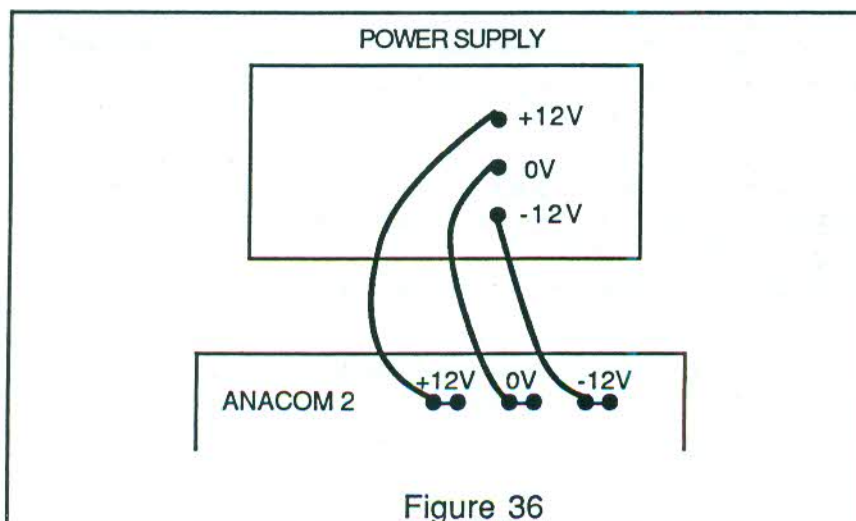 POWER SUPPLY
+12V
0V
-12V
+12V 0V -12V
ANACOM 2
Figure 36